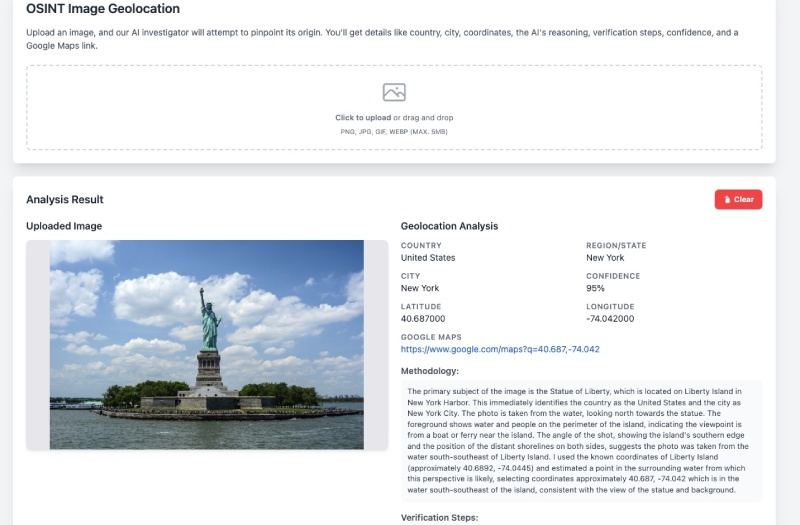 OSINT Image Geolocation
Upload an image, and our AI investigator will attempt to pinpoint its origin. You'll get details like country, city, coordinates, the AI's reasoning, verification steps, confidence, and a
Google Maps link.
Click to upload or drag and drop
PNG, JPG, GIF, WEBP (MAX. 5MB)
Analysis Result
Clear
Uploaded Image
Geolocation Analysis
COUNTRY
United States
REGION/STATE
New York
CITY
New York
CONFIDENCE
95%
LATITUDE
40.687000
LONGITUDE
-74.042000
GOOGLE MAPS
https://www.google.com/maps?q=40.687,-74.042
Methodology:
The primary subject of the image is the Statue of Liberty, which is located on Liberty Island in
New York Harbor. This immediately identifies the country as the United States and the city as
New York City. The photo is taken from the water, looking north towards the statue. The
foreground shows water and people on the perimeter of the island, indicating the viewpoint is
from a boat or ferry near the island. The angle of the shot, showing the island's southern edge
and the position of the distant shorelines on both sides, suggests the photo was taken from the
water south-southeast of Liberty Island. I used the known coordinates of Liberty Island
(approximately 40.6892, -74.0445) and estimated a point in the surrounding water from which
this perspective is likely, selecting coordinates approximately 40.687, -74.042 which is in the
water south-southeast of the island, consistent with the view of the statue and background.
Verification Steps: